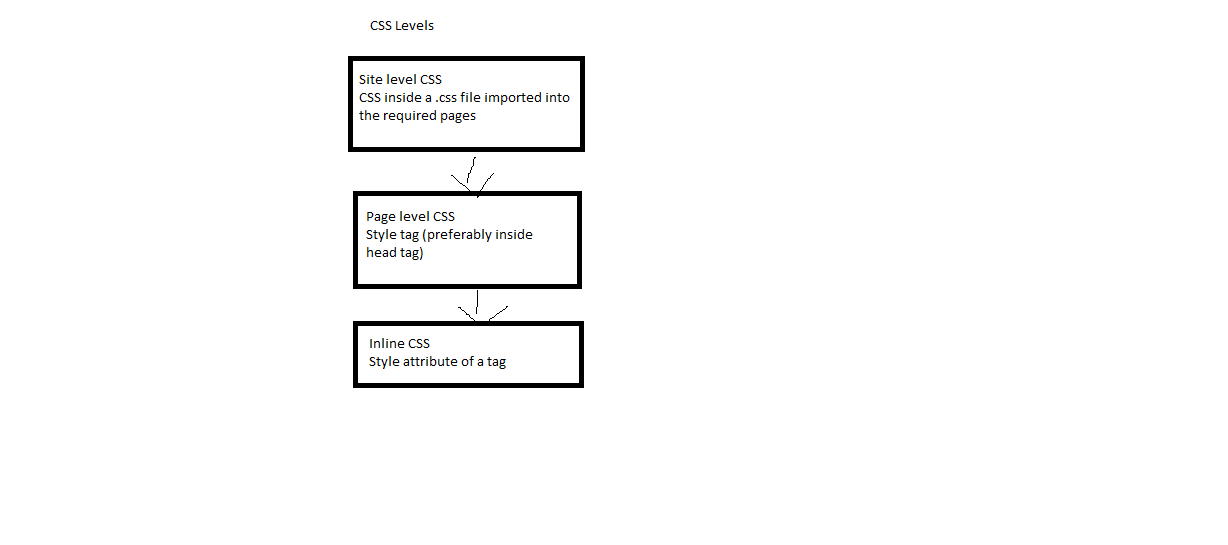 CSS Levels
Site level CSS
CSS inside a .css file imported into
the required pages
Page level CSS
Style tag (preferably inside
head tag)
Inline CSS
Style attribute of a tag